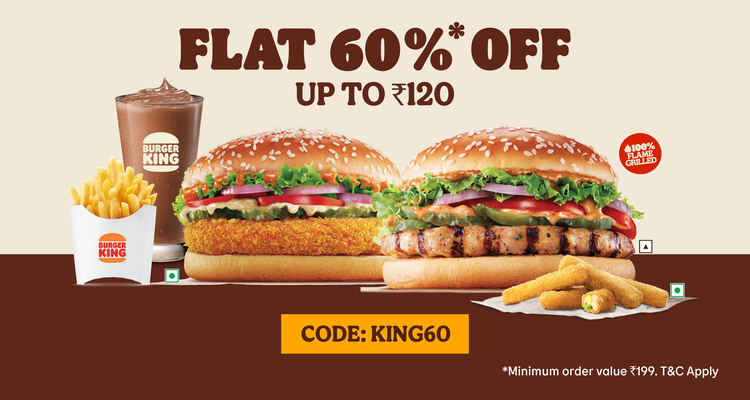 FLAT 60%* OFF
UP TO ₹120
BURGER
KING
100%
FLAME
GRILLED
BURGER
KING
CODE: KING60
*Minimum order value ₹199. T&C Apply